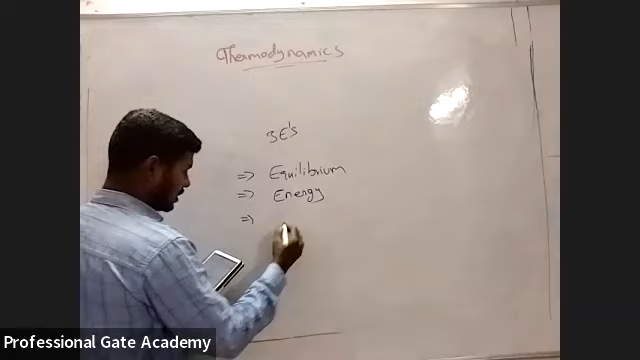 Thermodynamics
3E's
=> Equilibrium
=> Energy
=>
Professional Gate Academy